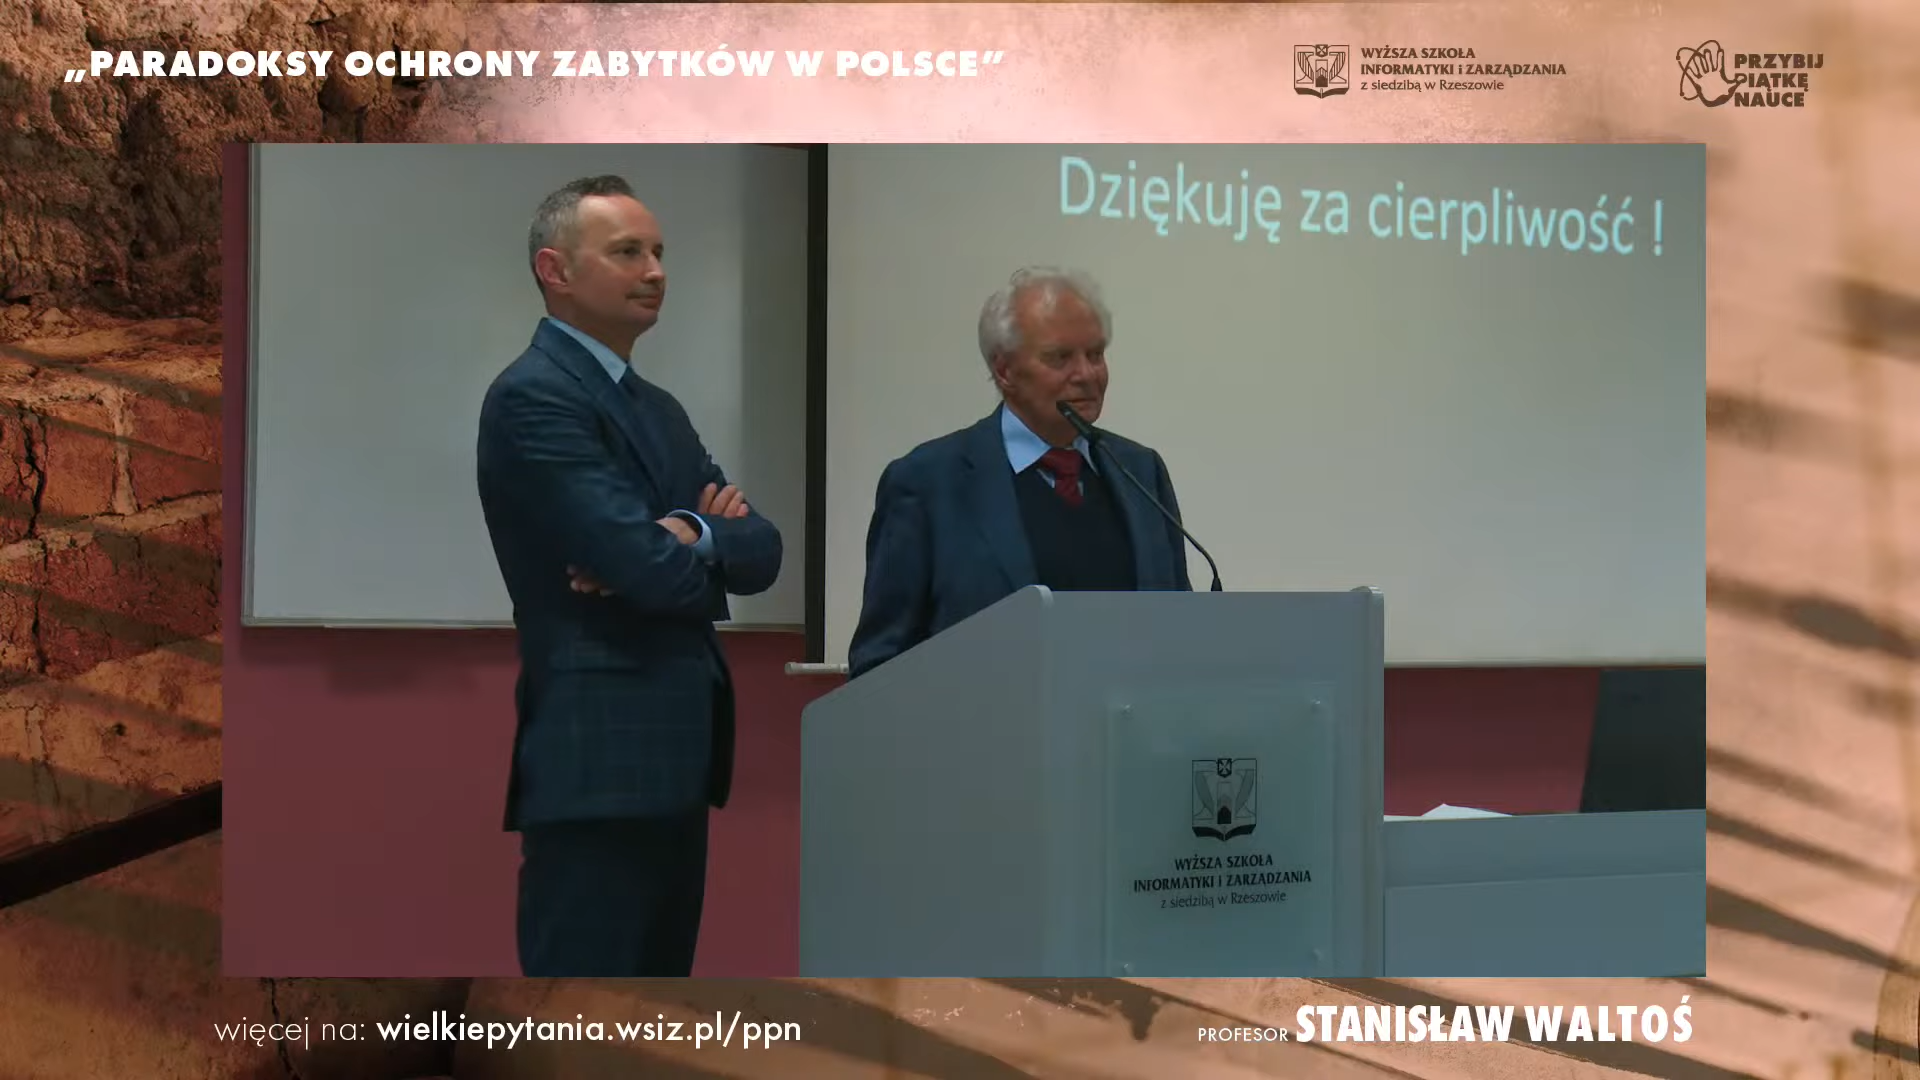 „PARADOKSY OCHRONY ZABYTKÓW W POLSCE”
WYŻSZA SZKOŁA
INFORMATYKI i ZARZĄDZANIA
z siedzibą w Rzeszowie
PRZYBIJ
PIĄTKĘ
NAUCE
Dziękuję za cierpliwość !
WYŻSZA SZKOŁA
INFORMATYKI i ZARZĄDZANIA
z siedzibą w Rzeszowie
więcej na: wielkiepytania.wsiz.pl/ppn
PROFESOR STANISŁAW WALTOŚ